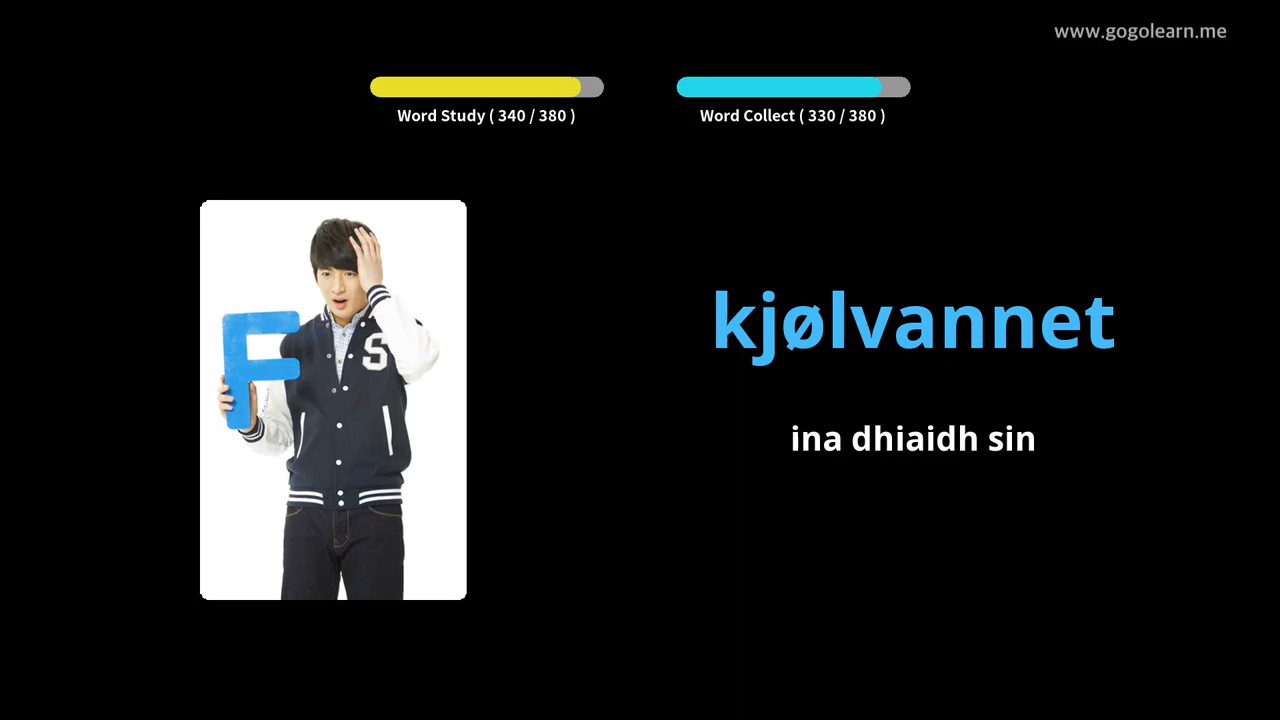 www.gogolearn.me
Word Study ( 340 / 380 )
Word Collect ( 330 / 380 )
F
S
kjølvannet
ina dhiaidh sin